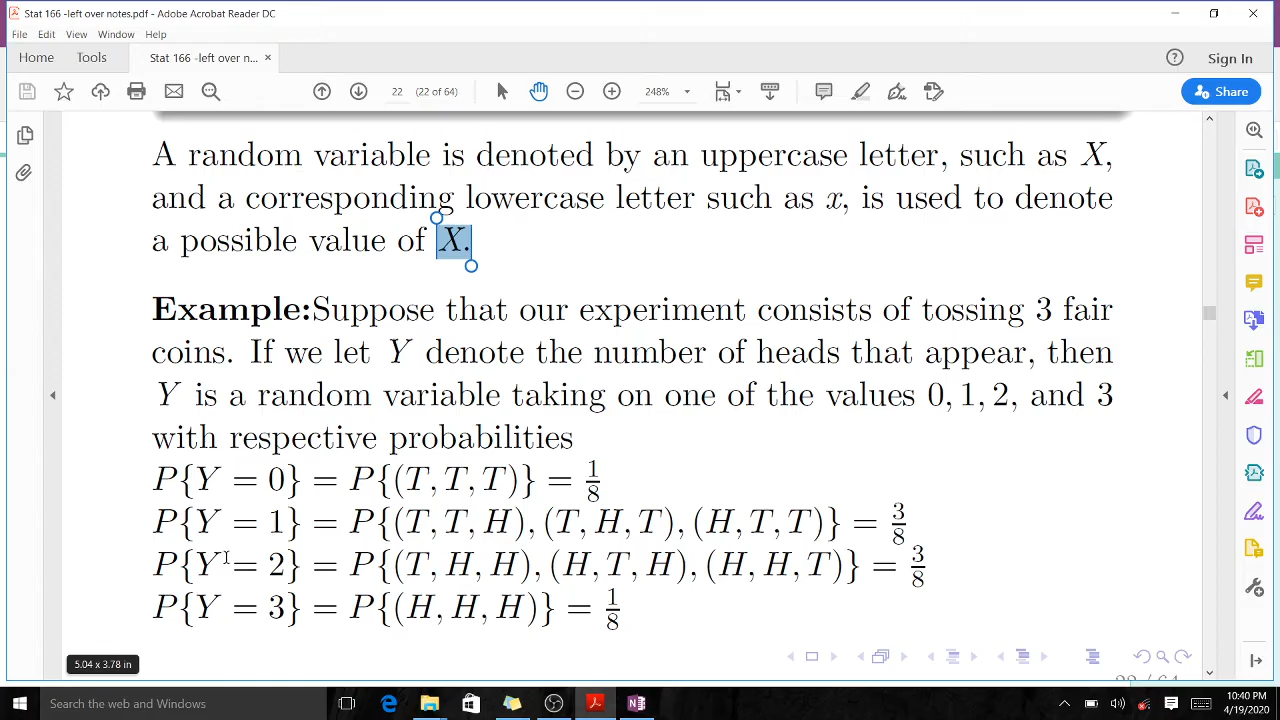 Stat 166 -left over notes.pdf - Adobe Acrobat Reader DC
File Edit View Window Help
Home Tools Stat 166 -left over n... × Sign In
22 (22 of 64) 248% Share
A random variable is denoted by an uppercase letter, such as X,
and a corresponding lowercase letter such as x, is used to denote
a possible value of X.
Example:Suppose that our experiment consists of tossing 3 fair
coins. If we let Y denote the number of heads that appear, then
Y is a random variable taking on one of the values 0, 1, 2, and 3
with respective probabilities
P{Y = 0} = P{(T, T, T)} = 1/8
P{Y = 1} = P{(T, T, H), (T, H, T), (H, T, T)} = 3/8
P{Y = 2} = P{(T, H, H), (H, T, H), (H, H, T)} = 3/8
P{Y = 3} = P{(H, H, H)} = 1/8
5.04 x 3.78 in
22 / 64
Search the web and Windows
10:40 PM
4/19/2020